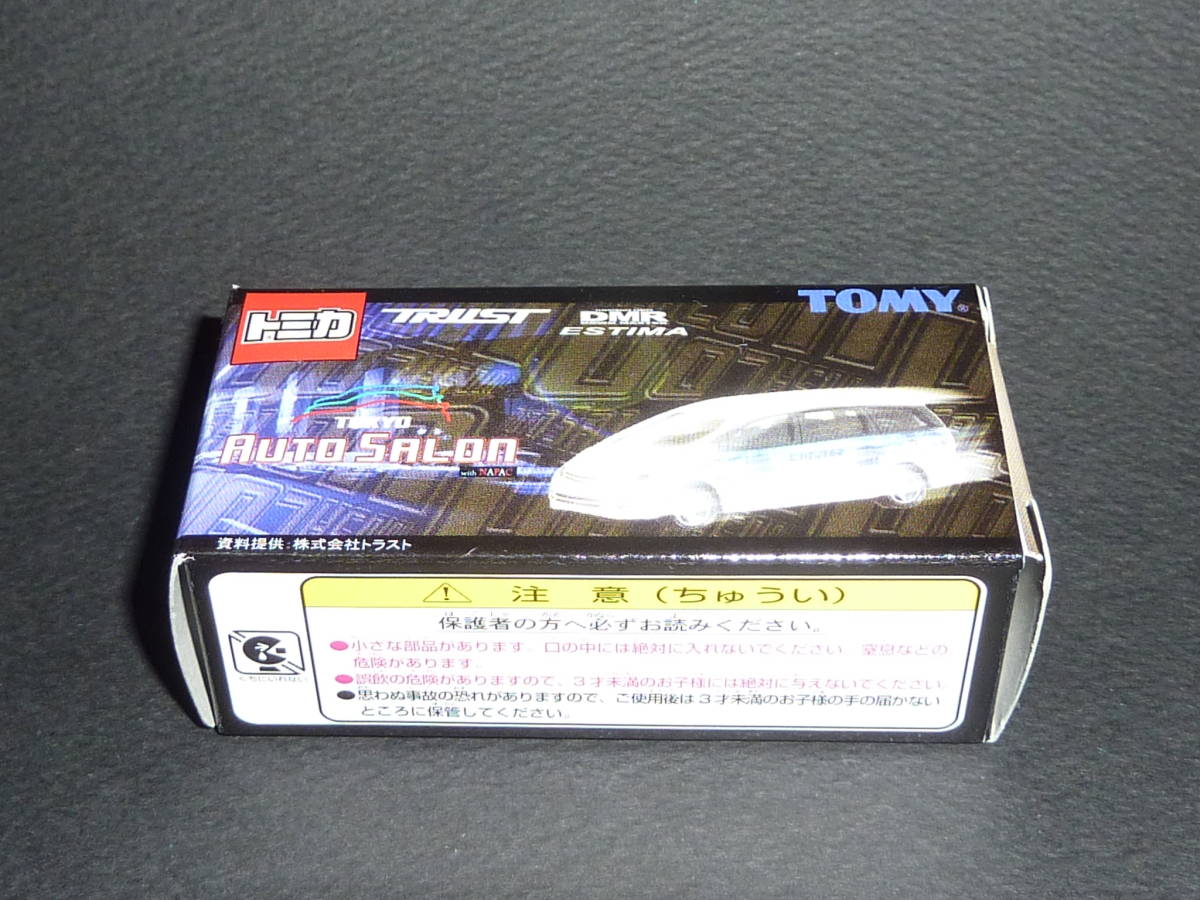 トミカ
TRUST
DMR
ESTIMA
TOMY®
TOKYO
AUTO SALON
with NAPAC
資料提供：株式会社トラスト
注意（ちゅうい）
保護者の方へ必ずお読みください。
●小さな部品があります。口の中には絶対に入れないでください。窒息などの
危険があります。
●誤飲の危険がありますので、3才未満のお子様には絶対に与えないでください。
●思わぬ事故の恐れがありますので、ご使用後は3才未満のお子様の手の届かない
ところに保管してください。
くちにいれない